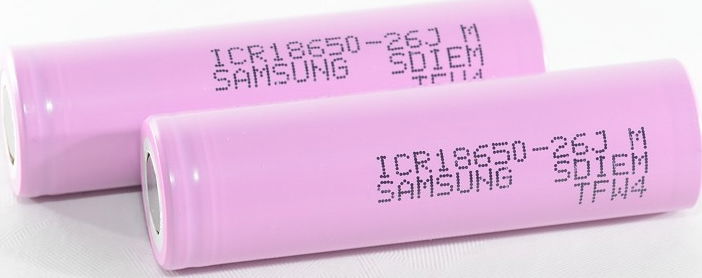 ICR18650-26J M
SAMSUNG SDIEM
TFW4
ICR18650-26J M
SAMSUNG SDIEM
TFW4